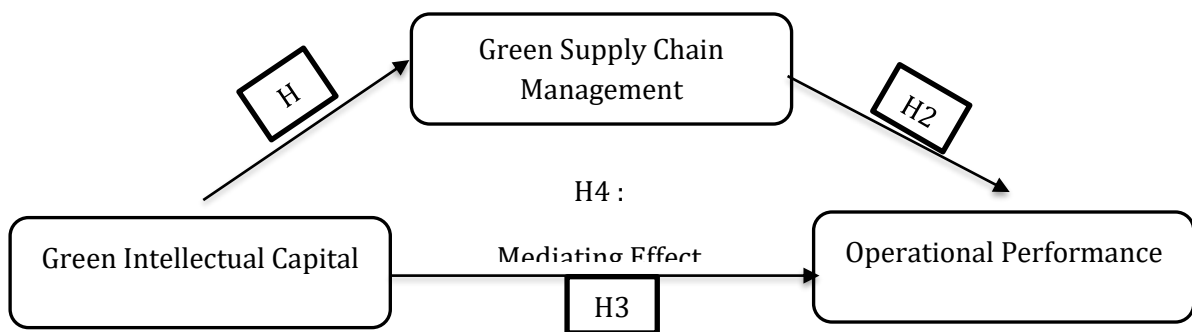 Green Supply Chain
Management
H
H2
H4 :
Green Intellectual Capital
Mediating Effect
Operational Performance
H3